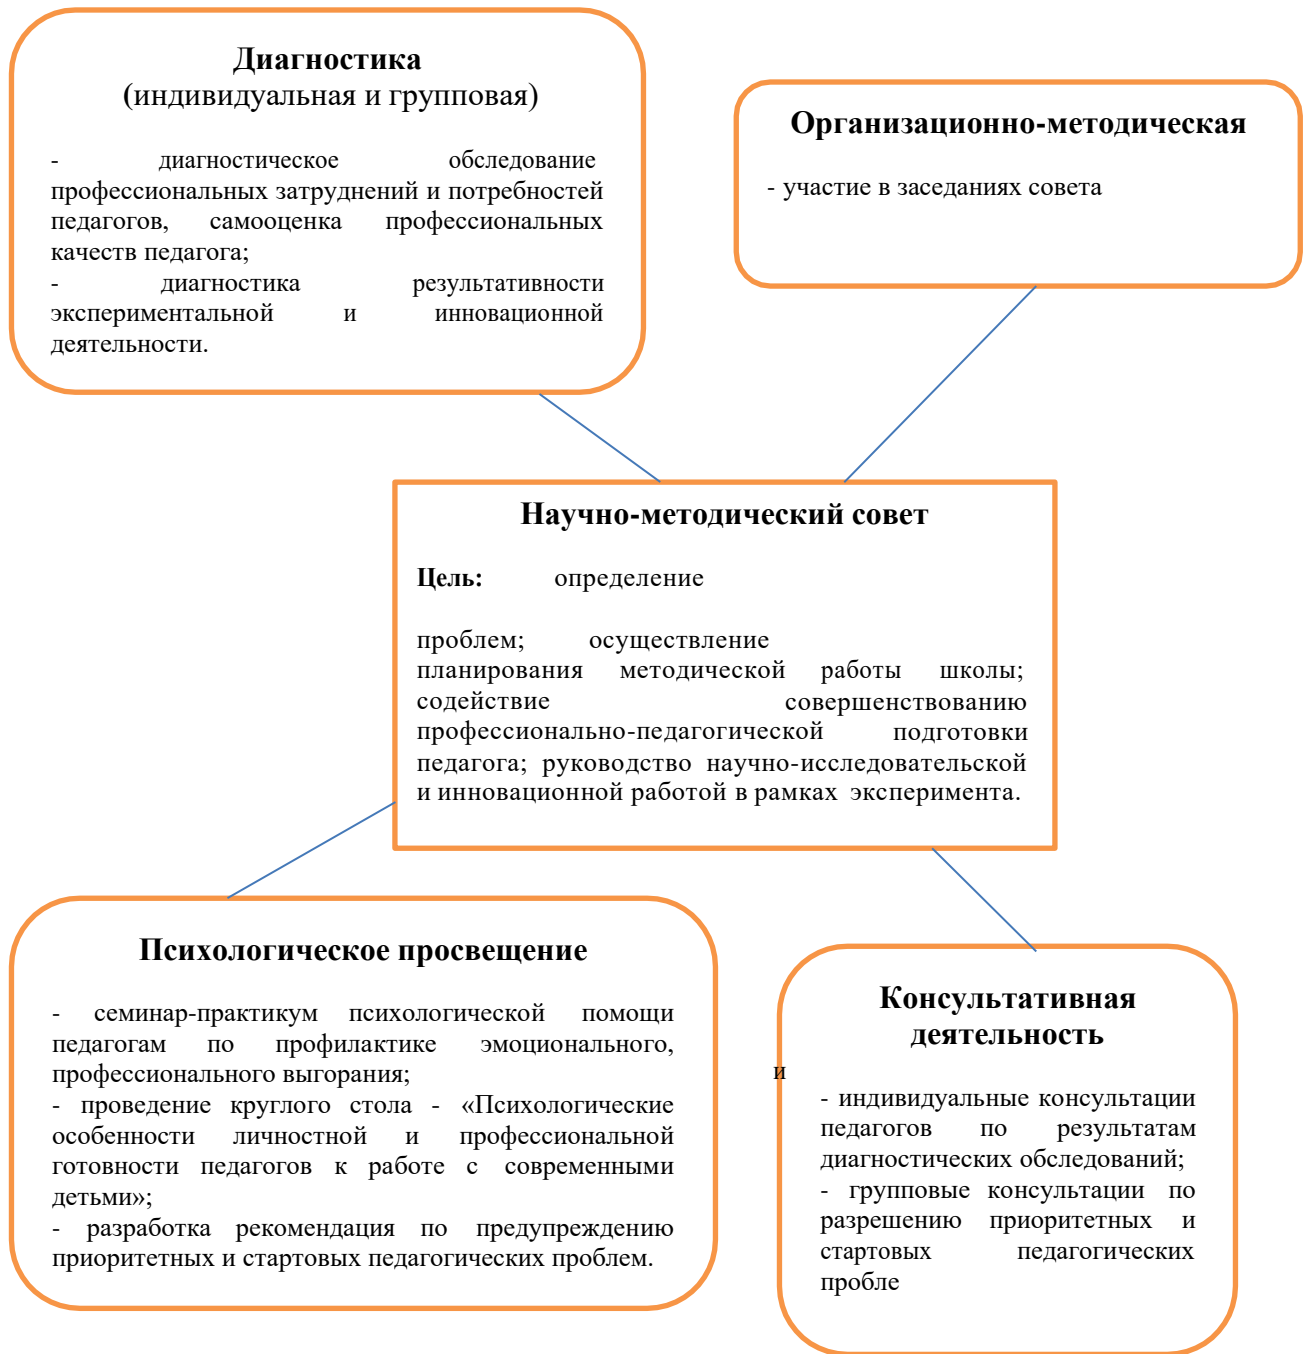 Диагностика
(индивидуальная и групповая)
- диагностическое обследование
профессиональных затруднений и потребностей
педагогов, самооценка профессиональных
качеств педагога;
- диагностика результативности
экспериментальной и инновационной
деятельности.
Организационно-методическая
- участие в заседаниях совета
Научно-методический совет
Цель: определение
проблем; осуществление
планирования методической работы школы;
содействие совершенствованию
профессионально-педагогической подготовки
педагога; руководство научно-исследовательской
и инновационной работой в рамках эксперимента.
Психологическое просвещение
- семинар-практикум психологической помощи
педагогам по профилактике эмоционального,
профессионального выгорания;
- проведение круглого стола - «Психологические
особенности личностной и профессиональной
готовности педагогов к работе с современными
детьми»;
- разработка рекомендация по предупреждению
приоритетных и стартовых педагогических проблем.
Консультативная
деятельность
и
- индивидуальные консультации
педагогов по результатам
диагностических обследований;
- групповые консультации по
разрешению приоритетных и
стартовых педагогических
пробле